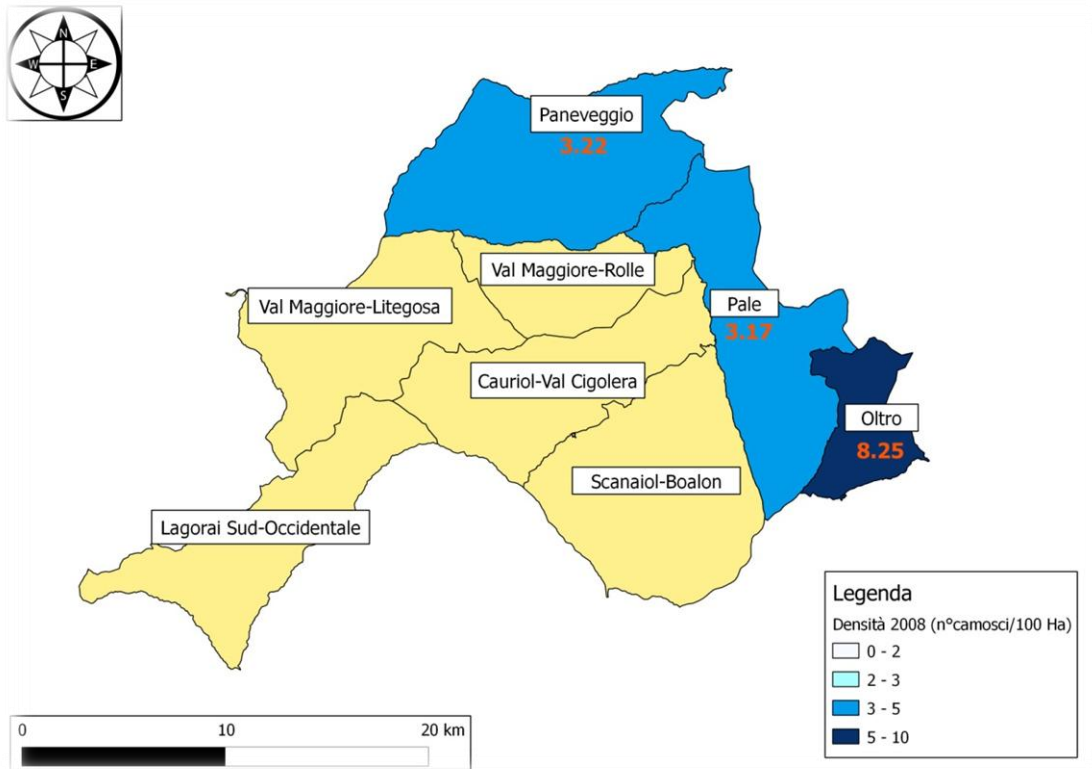 N
W E
S
Paneveggio
3.22
Val Maggiore-Rolle
Val Maggiore-Litegosa
Pale
3.17
Cauriol-Val Cigolera
Oltro
8.25
Scanaiol-Boalon
Lagorai Sud-Occidentale
Legenda
Densità 2008 (n°camosci/100 Ha)
0 - 2
2 - 3
3 - 5
5 - 10
0 10 20 km